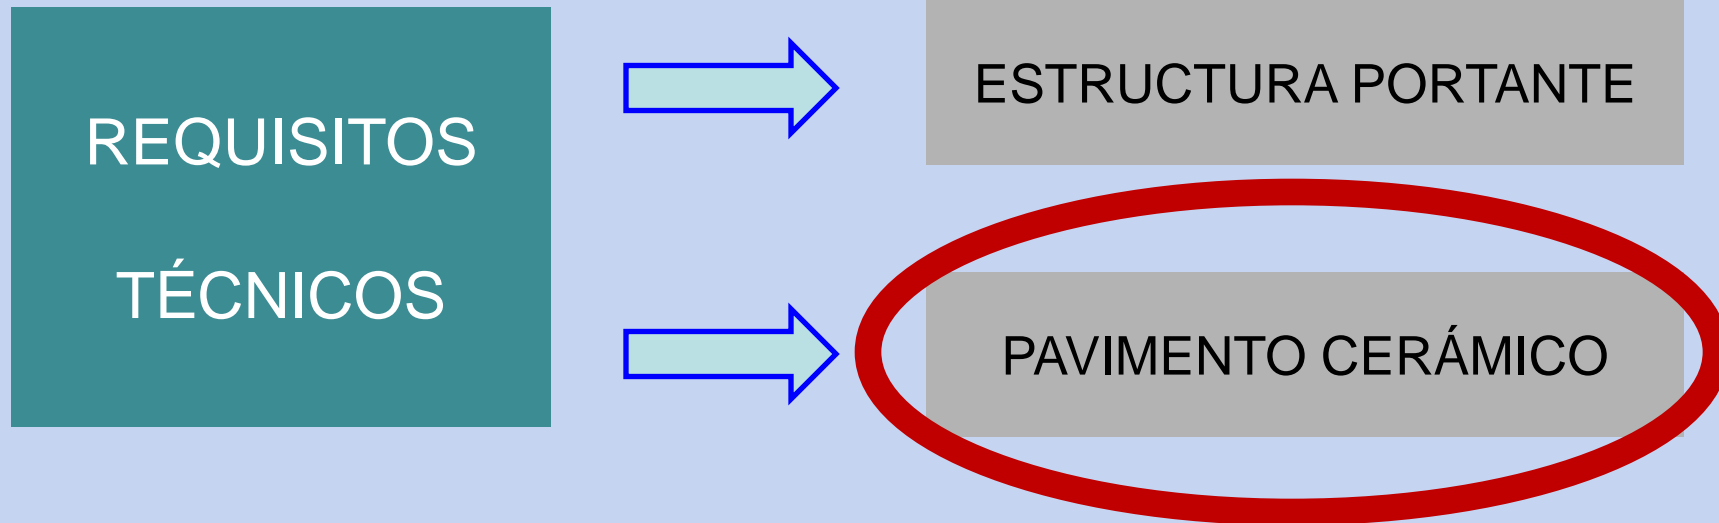 REQUISITOS
TÉCNICOS
ESTRUCTURA PORTANTE
PAVIMENTO CERÁMICO